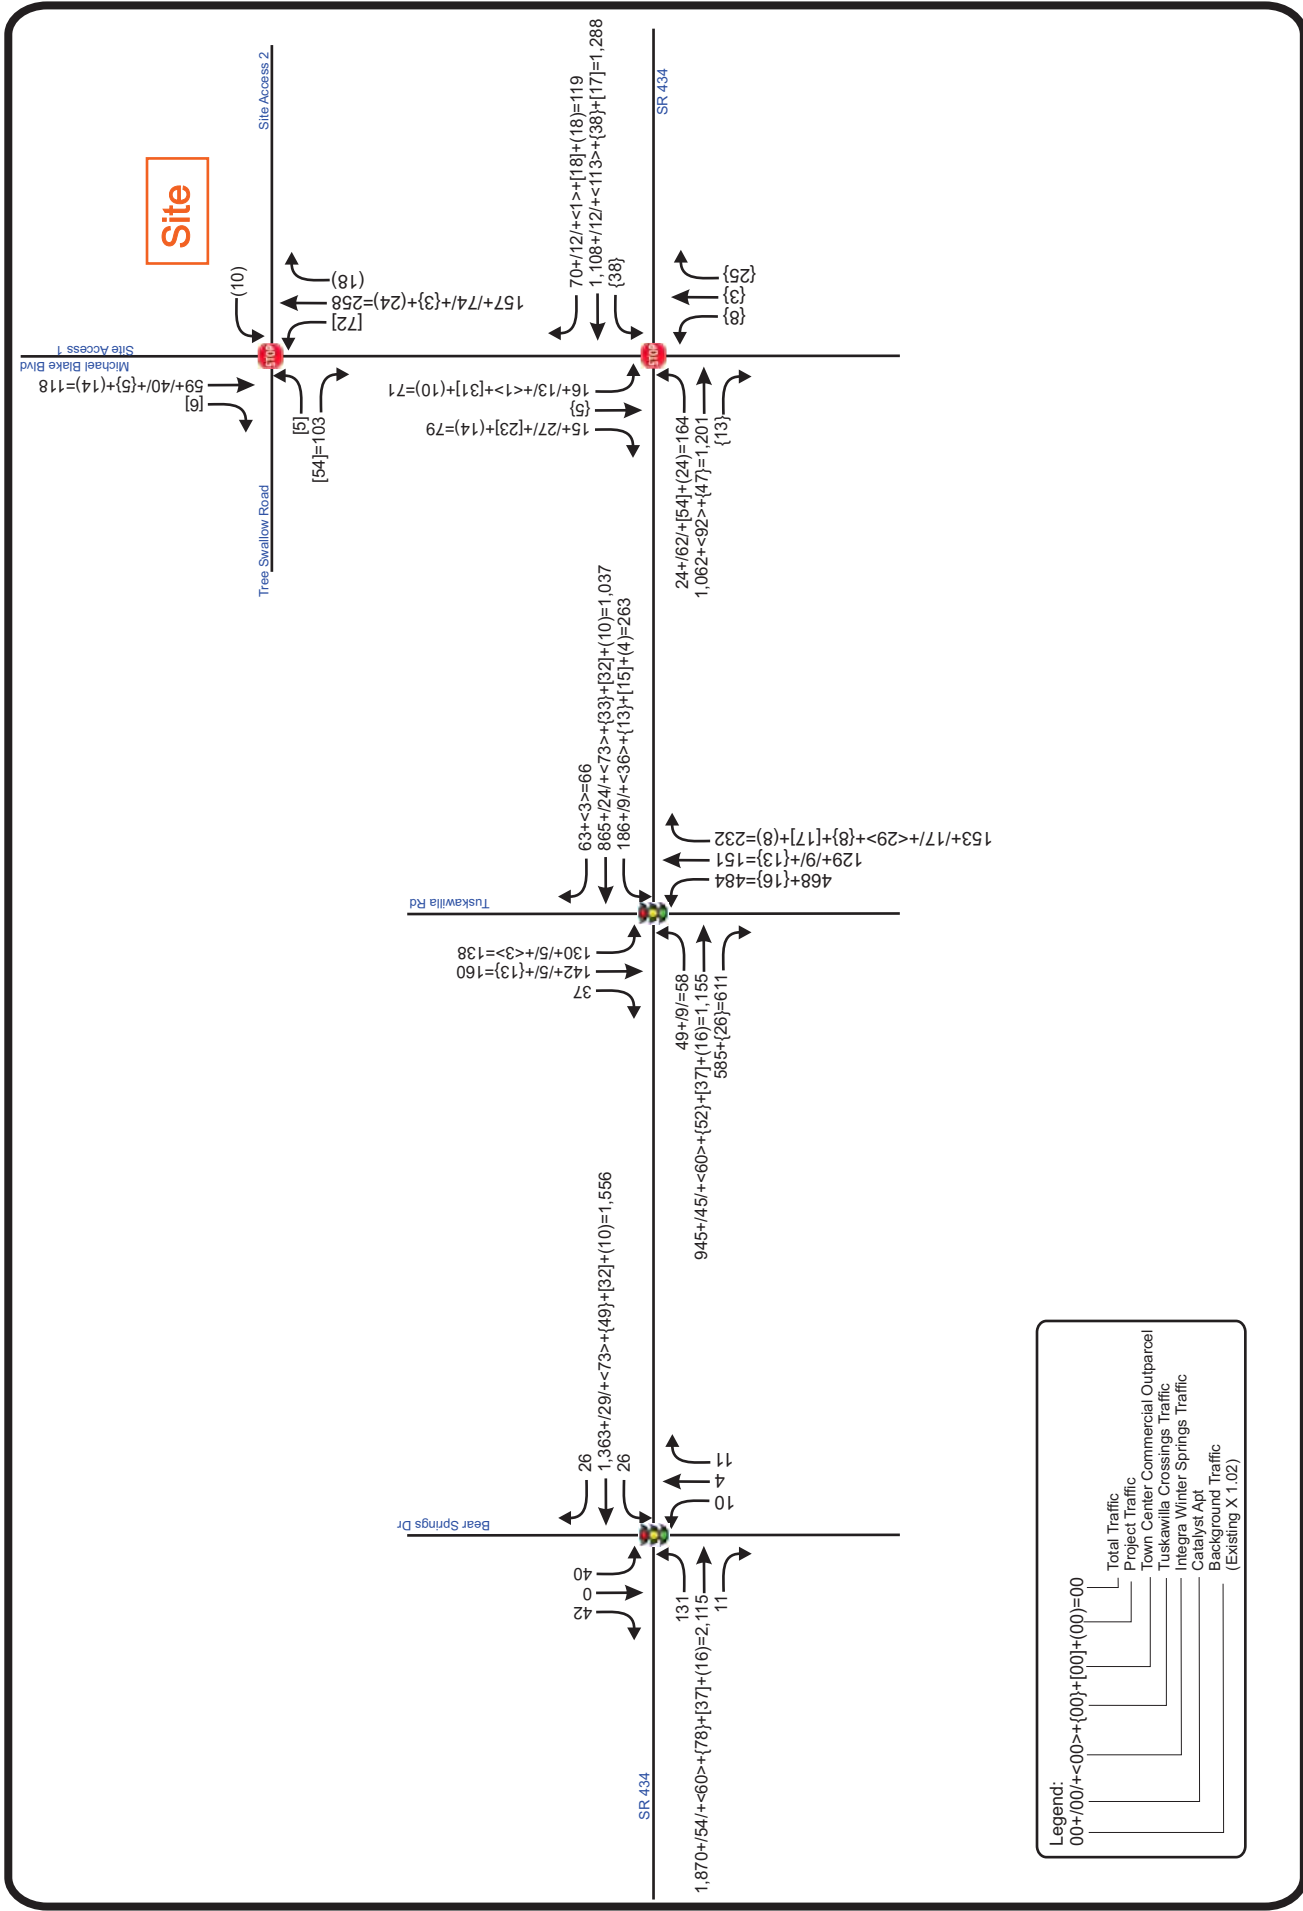 Site
Site Access 2
Tree Swallow Road
Michael Blake Blvd
Site Access 1
(10)
[6]
59+/40/+{5}+(14)=118
[5]
[54]=103
[72]
157+/74/+{3}+(24)=258
(18)
SR 434
70+/12/+<1>+[18]+(18)=119
1,108+/12/+<113>+{38}+[17]=1,288
{38}
15+/27/+[23]+(14)=79
{5}
16+/13/+<1>+[31]+(10)=71
24+/62/+[54]+(24)=164
1,062+<92>+{47}=1,201
{13}
{8}
{3}
{25}
Tuskawilla Rd
63+<3>=66
865+/24/+<73>+{33}+[32]+(10)=1,037
186+/9/+<36>+{13}+[15]+(4)=263
37
142+/5/+{13}=160
130+/5/+<3>=138
49+/9/=58
945+/45/+<60>+{52}+[37]+(16)=1,155
585+{26}=611
468+{16}=484
129+/9/+{13}=151
153+/17/+<29>+{8}+[17]+(8)=232
Bear Springs Dr
26
1,363+/29/+<73>+{49}+[32]+(10)=1,556
26
42
0
40
131
1,870+/54/+<60>+{78}+[37]+(16)=2,115
11
10
4
11
SR 434
STOP
STOP
Legend:
00+/00/+<00>+{00}+[00]+(00)=00
Total Traffic
Project Traffic
Town Center Commercial Outparcel
Tuskawilla Crossings Traffic
Integra Winter Springs Traffic
Catalyst Apt
Background Traffic
(Existing X 1.02)